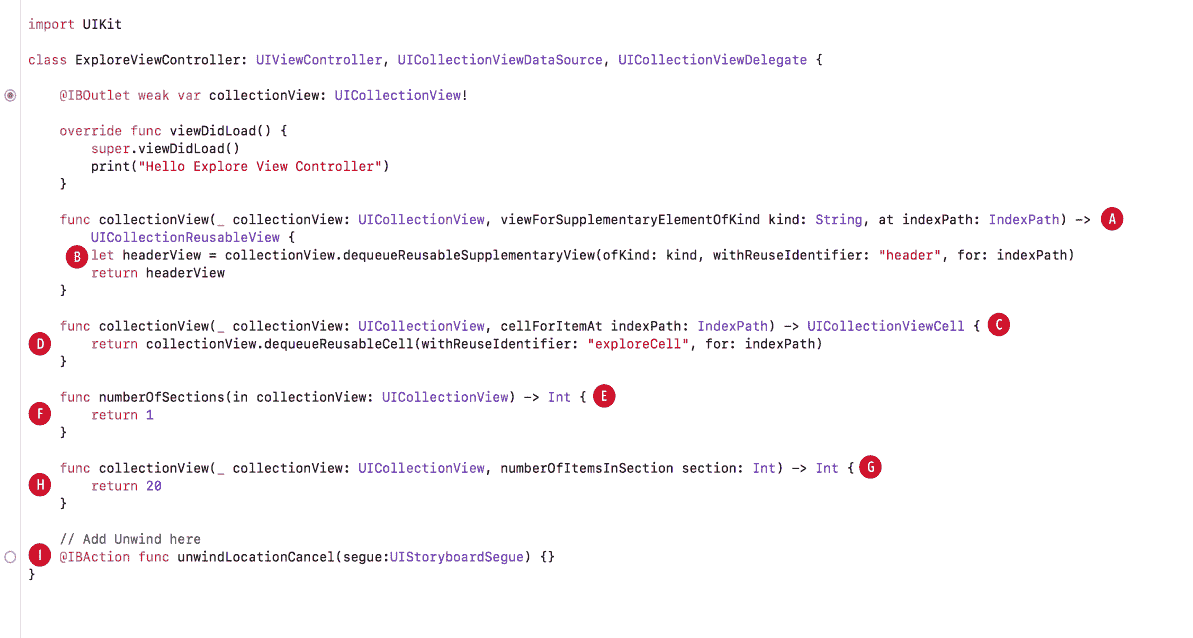 import UIKit
class ExploreViewController: UIViewController, UICollectionViewDataSource, UICollectionViewDelegate {
@IBOutlet weak var collectionView: UICollectionView!
override func viewDidLoad() {
super.viewDidLoad()
print("Hello Explore View Controller")
}
func collectionView(_ collectionView: UICollectionView, viewForSupplementaryElementOfKind kind: String, at indexPath: IndexPath) -> A
UICollectionReusableView {
B let headerView = collectionView.dequeueReusableSupplementaryView(ofKind: kind, withReuseIdentifier: "header", for: indexPath)
return headerView
}
func collectionView(_ collectionView: UICollectionView, cellForItemAt indexPath: IndexPath) -> UICollectionViewCell { C
D return collectionView.dequeueReusableCell(withReuseIdentifier: "exploreCell", for: indexPath)
}
func numberOfSections(in collectionView: UICollectionView) -> Int { E
F return 1
}
func collectionView(_ collectionView: UICollectionView, numberOfItemsInSection section: Int) -> Int { G
H return 20
}
// Add Unwind here
I @IBAction func unwindLocationCancel(segue:UIStoryboardSegue) {}
}